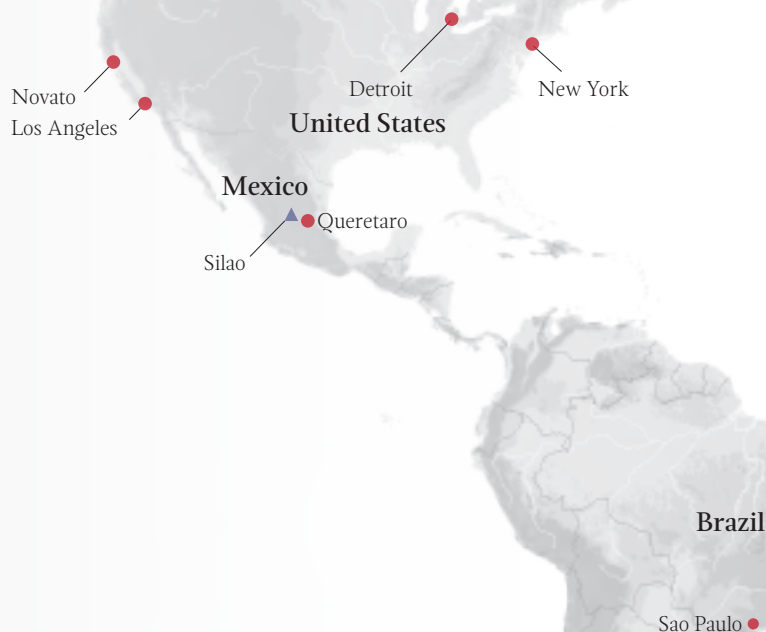 Novato
Los Angeles
Detroit
New York
United States
Mexico
Queretaro
Silao
Brazil
Sao Paulo